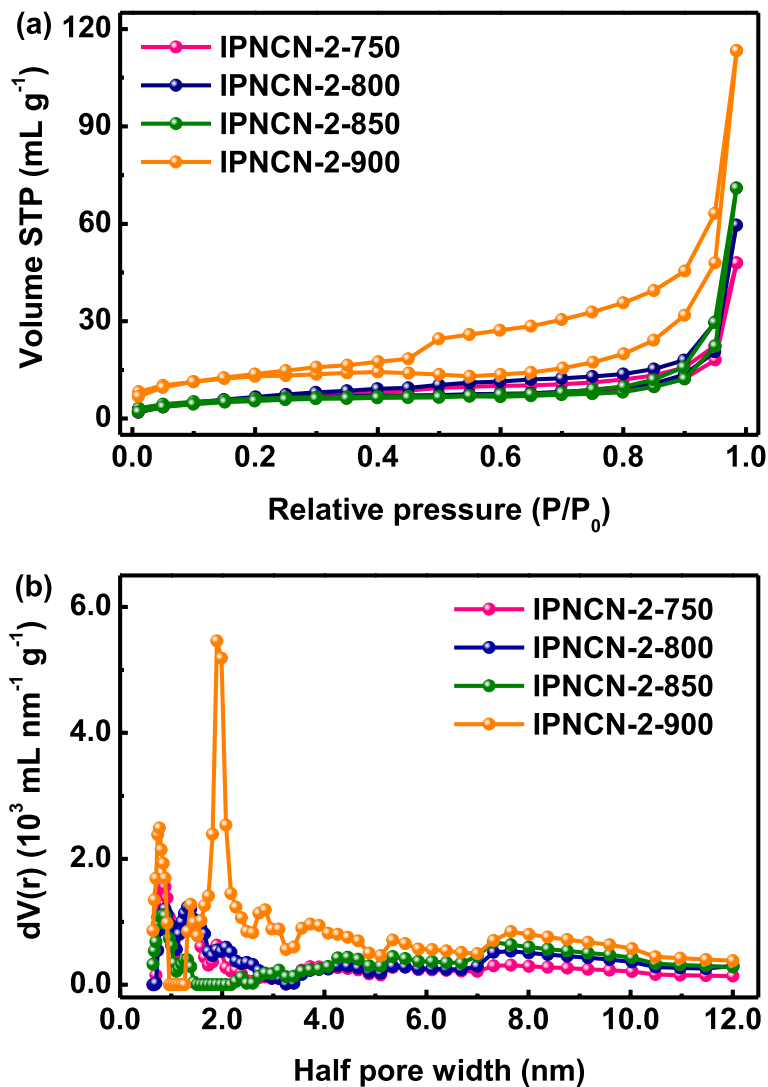 (a)
120
90
60
30
0
Volume STP (mL g⁻¹)
IPNCN-2-750
IPNCN-2-800
IPNCN-2-850
IPNCN-2-900
0.0 0.2 0.4 0.6 0.8 1.0
Relative pressure (P/P₀)
(b)
6.0
4.0
2.0
0.0
dV(r) (10³ mL nm⁻¹ g⁻¹)
IPNCN-2-750
IPNCN-2-800
IPNCN-2-850
IPNCN-2-900
0.0 2.0 4.0 6.0 8.0 10.0 12.0
Half pore width (nm)